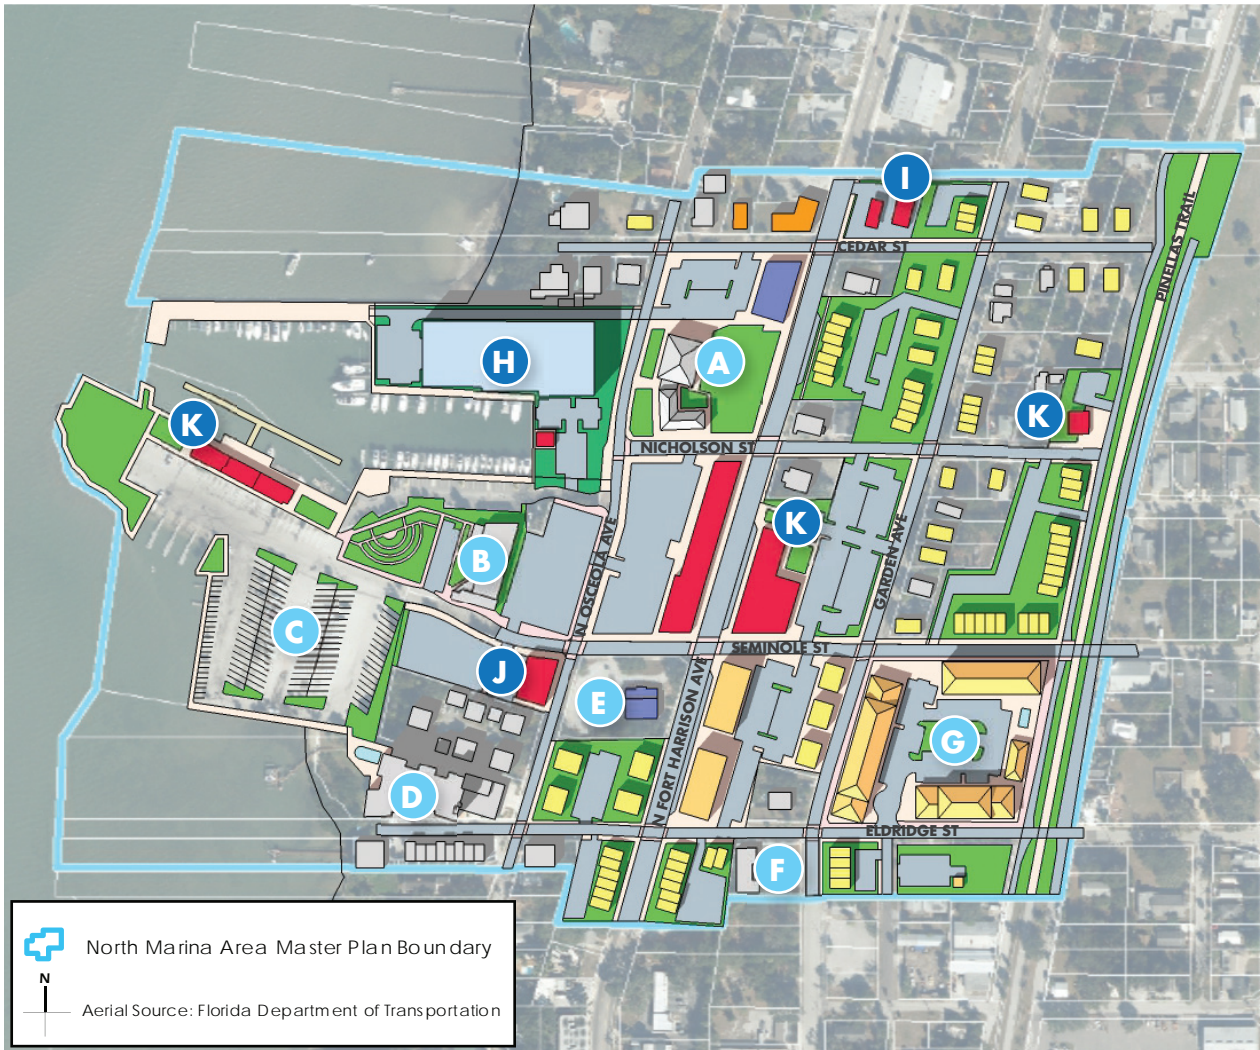 I
CEDAR ST
PINELLAS TRAIL
H
A
K
K
NICHOLSON ST
K
B
N OSCEOLA AVE
GARDEN AVE
C
SEMINOLE ST
J
E
N FORT HARRISON AVE
G
D
ELDRIDGE ST
F
North Marina Area Master Plan Boundary
N
Aerial Source: Florida Department of Transportation